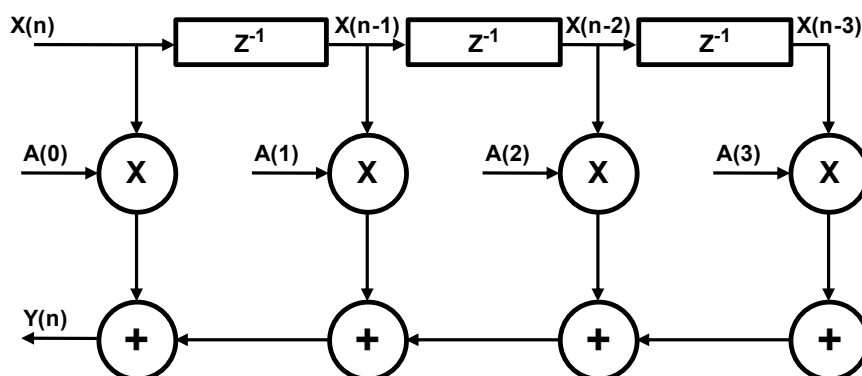 X(n) Z-1 X(n-1) Z-1 X(n-2) Z-1 X(n-3)
A(0) X A(1) X A(2) X A(3) X
Y(n) + + + +